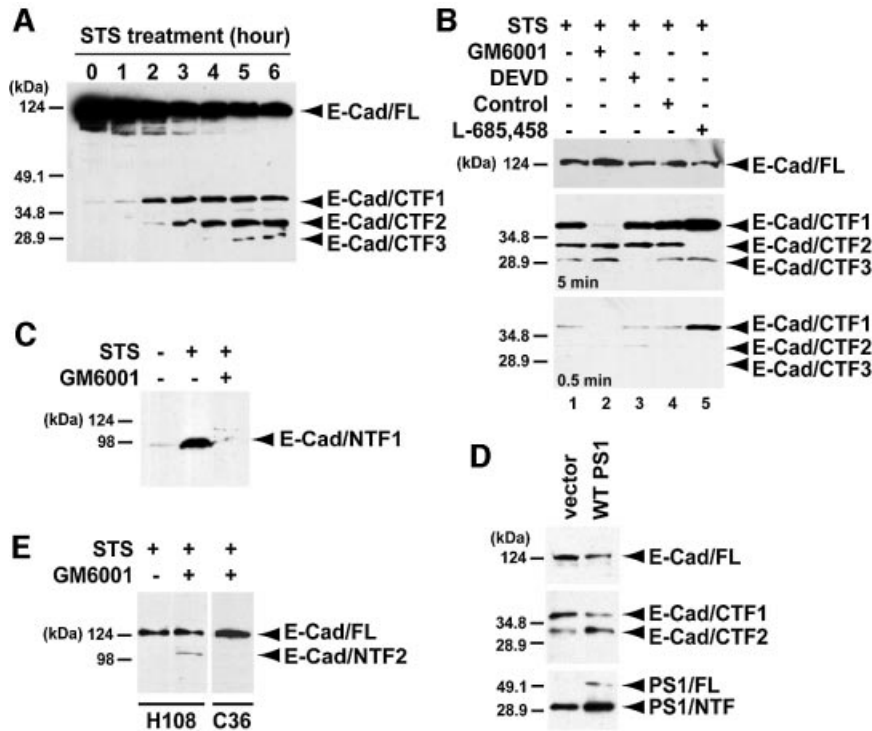 A
STS treatment (hour)
0 1 2 3 4 5 6
(kDa)
124
E-Cad/FL
49.1
E-Cad/CTF1
34.8
E-Cad/CTF2
28.9
E-Cad/CTF3
B
STS + + + + +
GM6001 - + - - -
DEVD - - + - -
Control - - - + -
L-685,458 - - - - +
(kDa) 124
E-Cad/FL
E-Cad/CTF1
34.8
E-Cad/CTF2
28.9
E-Cad/CTF3
5 min
E-Cad/CTF1
34.8
E-Cad/CTF2
28.9
E-Cad/CTF3
0.5 min
1 2 3 4 5
C
STS - + +
GM6001 - - +
(kDa) 124
98
E-Cad/NTF1
D
vector WT PS1
(kDa)
124
E-Cad/FL
E-Cad/CTF1
34.8
E-Cad/CTF2
28.9
49.1
PS1/FL
28.9
PS1/NTF
E
STS + + +
GM6001 - + +
(kDa) 124
E-Cad/FL
98
E-Cad/NTF2
H108 C36